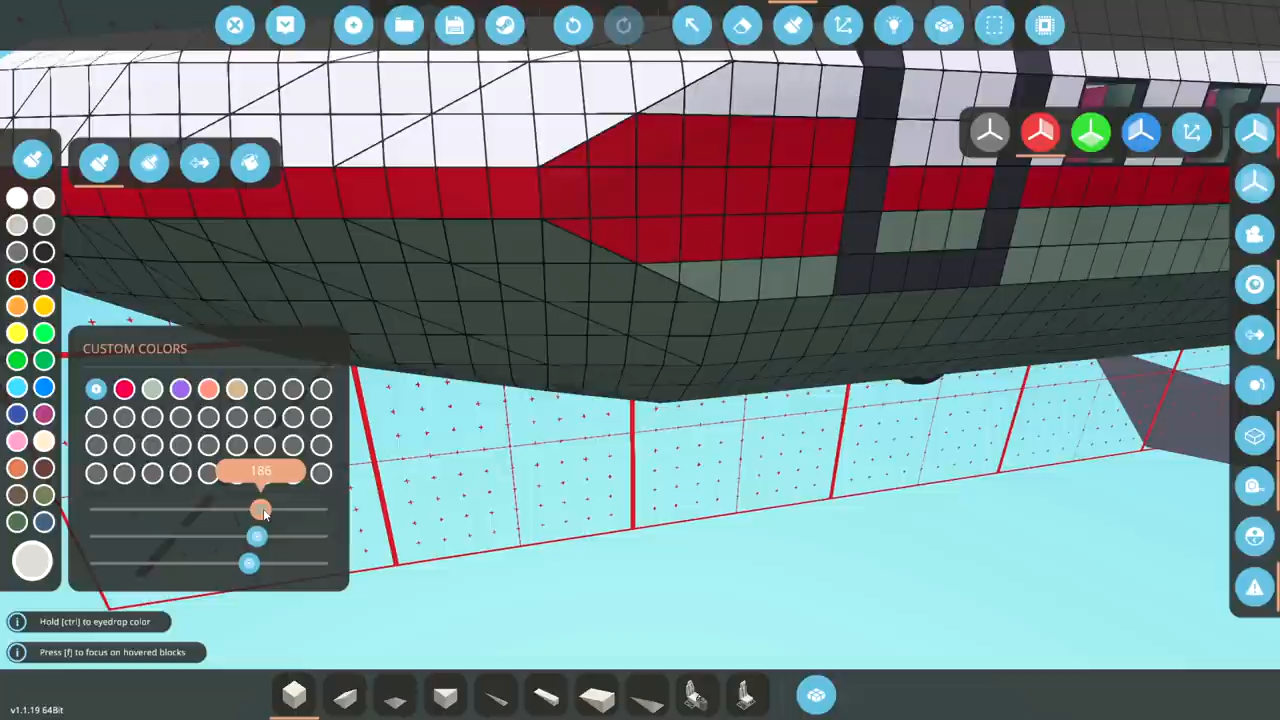 CUSTOM COLORS
186
Hold [ctrl] to eyedrop color
Press [f] to focus on hovered blocks
v1.1.19 64Bit